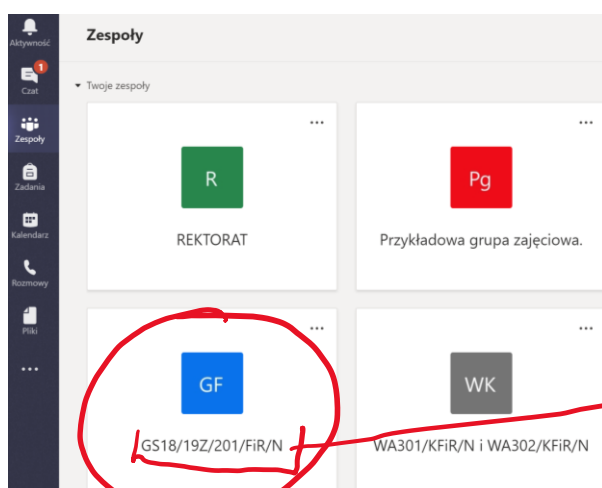 Aktywność
1
Czat
Zespoły
Zadania
Kalendarz
Rozmowy
Pliki
...
Zespoły
Twoje zespoły
...
R
REKTORAT
...
Pg
Przykładowa grupa zajęciowa.
...
GF
GS18/19Z/201/FiR/N
...
WK
WA301/KFiR/N i WA302/KFiR/N